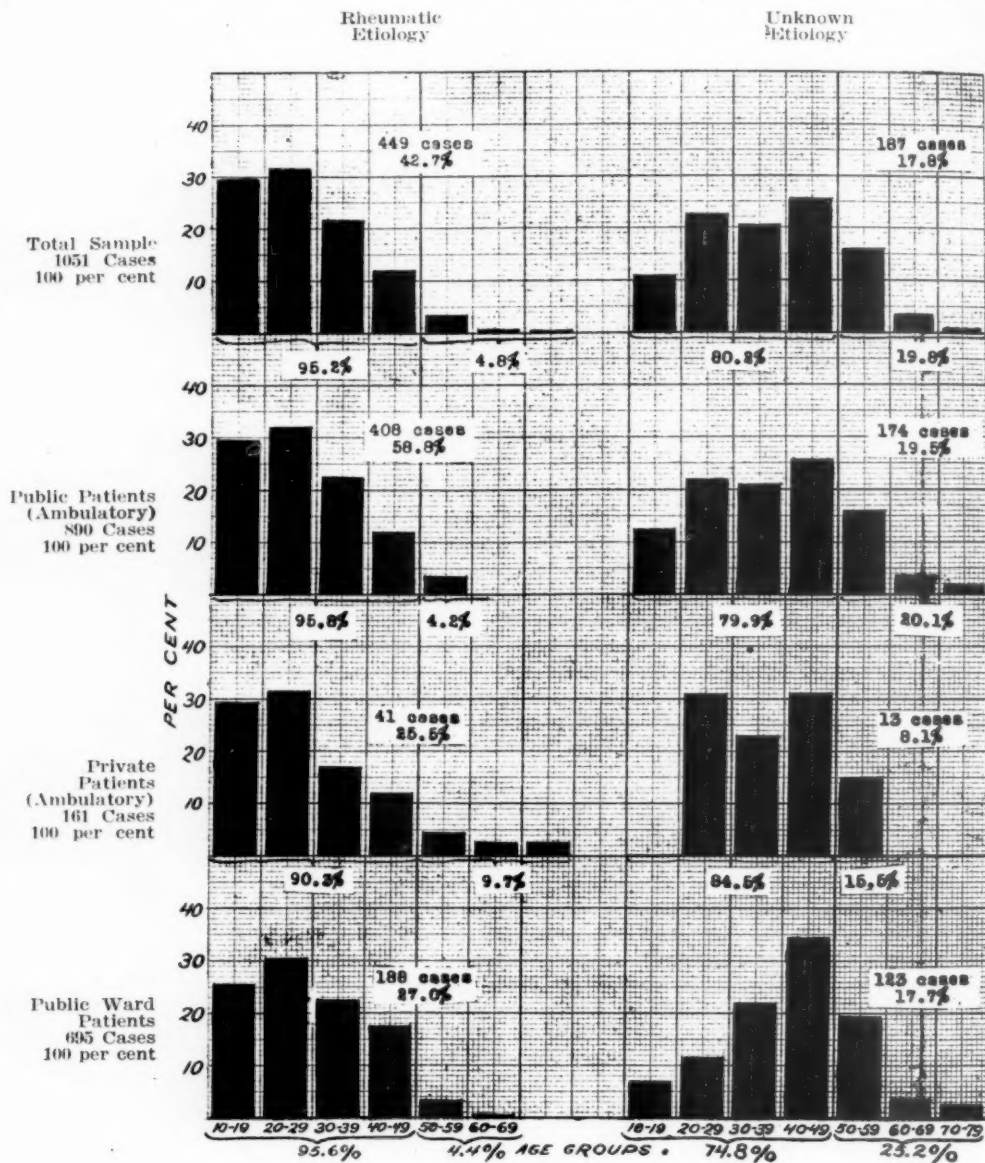 Rheumatic
Etiology
Unknown
Etiology
Total Sample
1051 Cases
100 per cent
40
30
20
10
449 cases
42.7%
187 cases
17.8%
95.2%
4.8%
80.2%
19.8%
Public Patients
(Ambulatory)
890 Cases
100 per cent
40
30
20
10
408 cases
58.8%
174 cases
19.5%
95.8%
4.2%
79.9%
20.1%
PER CENT
Private
Patients
(Ambulatory)
161 Cases
100 per cent
40
30
20
10
41 cases
25.5%
13 cases
8.1%
90.3%
9.7%
84.5%
15,5%
Public Ward
Patients
695 Cases
100 per cent
40
30
20
10
188 cases
27.0%
123 cases
17.7%
10-19 20-29 30-39 40-49 50-59 60-69 10-19 20-29 30-39 40-49 50-59 60-69 70-79
95.6% 4.4% AGE GROUPS. 74.8% 25.2%